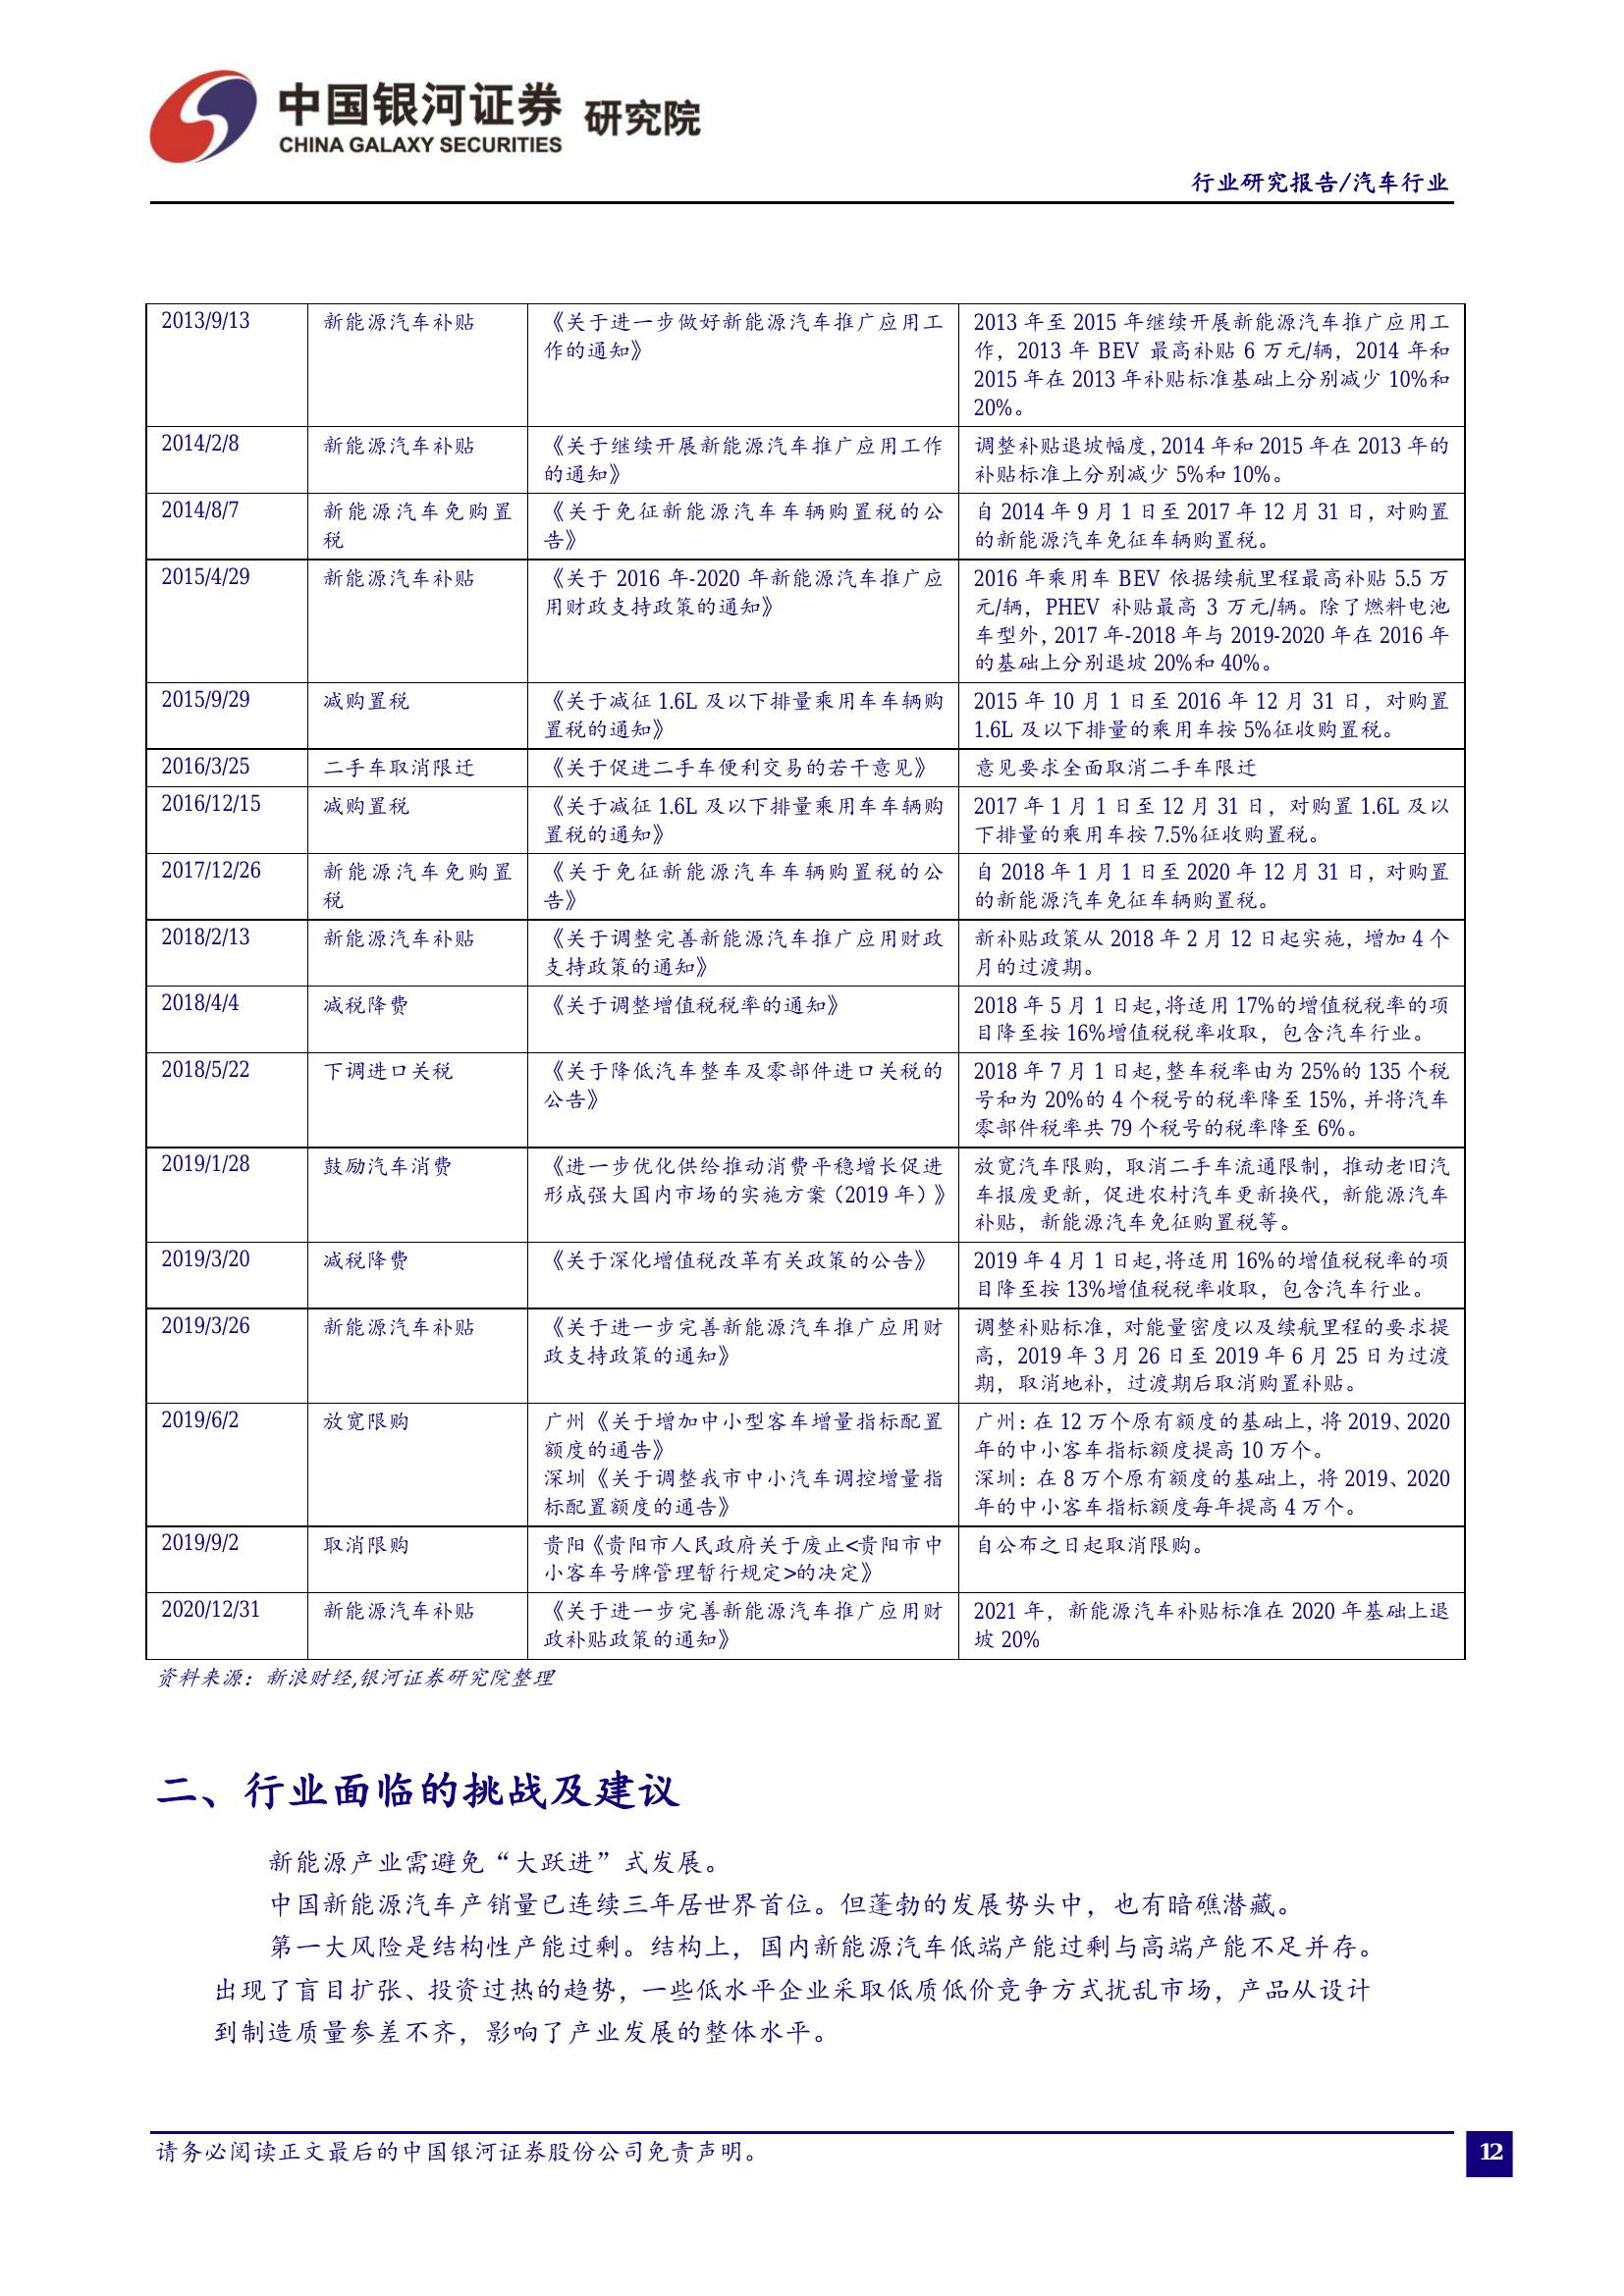 中国银河证券 研究院
CHINA GALAXY SECURITIES
行业研究报告/汽车行业
2013/9/13 新能源汽车补贴 《关于进一步做好新能源汽车推广应用工 2013 年至 2015 年继续开展新能源汽车推广应用工
作的通知》 作，2013 年 BEV 最高补贴 6 万元/辆，2014 年和
2015 年在 2013 年补贴标准基础上分别减少 10%和
20%。
2014/2/8 新能源汽车补贴 《关于继续开展新能源汽车推广应用工作 调整补贴退坡幅度,2014 年和 2015 年在 2013 年的
的通知》 补贴标准上分别减少 5%和 10%。
2014/8/7 新能源汽车免购置 《关于免征新能源汽车车辆购置税的公 自 2014 年 9 月 1 日至 2017 年 12 月 31 日，对购置
税 告》 的新能源汽车免征车辆购置税。
2015/4/29 新能源汽车补贴 《关于 2016 年-2020 年新能源汽车推广应 2016 年乘用车 BEV 依据续航里程最高补贴 5.5 万
用财政支持政策的通知》 元/辆，PHEV 补贴最高 3 万元/辆。除了燃料电池
车型外，2017 年-2018 年与 2019-2020 年在 2016 年
的基础上分别退坡 20%和 40%。
2015/9/29 减购置税 《关于减征 1.6L 及以下排量乘用车车辆购 2015 年 10 月 1 日至 2016 年 12 月 31 日，对购置
置税的通知》 1.6L 及以下排量的乘用车按 5%征收购置税。
2016/3/25 二手车取消限迁 《关于促进二手车便利交易的若干意见》 意见要求全面取消二手车限迁
2016/12/15 减购置税 《关于减征 1.6L 及以下排量乘用车车辆购 2017 年 1 月 1 日至 12 月 31 日，对购置 1.6L 及以
置税的通知》 下排量的乘用车按 7.5%征收购置税。
2017/12/26 新能源汽车免购置 《关于免征新能源汽车车辆购置税的公 自 2018 年 1 月 1 日至 2020 年 12 月 31 日，对购置
税 告》 的新能源汽车免征车辆购置税。
2018/2/13 新能源汽车补贴 《关于调整完善新能源汽车推广应用财政 新补贴政策从 2018 年 2 月 12 日起实施，增加 4 个
支持政策的通知》 月的过渡期。
2018/4/4 减税降费 《关于调整增值税税率的通知》 2018 年 5 月 1 日起,将适用 17%的增值税税率的项
目降至按 16%增值税税率收取，包含汽车行业。
2018/5/22 下调进口关税 《关于降低汽车整车及零部件进口关税的 2018 年 7 月 1 日起,整车税率由为 25%的 135 个税
公告》 号和为 20%的 4 个税号的税率降至 15%，并将汽车
零部件税率共 79 个税号的税率降至 6%。
2019/1/28 鼓励汽车消费 《进一步优化供给推动消费平稳增长促进 放宽汽车限购，取消二手车流通限制，推动老旧汽
形成强大国内市场的实施方案（2019 年）》 车报废更新，促进农村汽车更新换代，新能源汽车
补贴，新能源汽车免征购置税等。
2019/3/20 减税降费 《关于深化增值税改革有关政策的公告》 2019 年 4 月 1 日起,将适用 16%的增值税税率的项
目降至按 13%增值税税率收取，包含汽车行业。
2019/3/26 新能源汽车补贴 《关于进一步完善新能源汽车推广应用财 调整补贴标准，对能量密度以及续航里程的要求提
政支持政策的通知》 高，2019 年 3 月 26 日至 2019 年 6 月 25 日为过渡
期，取消地补，过渡期后取消购置补贴。
2019/6/2 放宽限购 广州《关于增加中小型客车增量指标配置 广州：在 12 万个原有额度的基础上，将 2019、2020
额度的通告》 年的中小客车指标额度提高 10 万个。
深圳《关于调整我市中小汽车调控增量指 深圳：在 8 万个原有额度的基础上，将 2019、2020
标配置额度的通告》 年的中小客车指标额度每年提高 4 万个。
2019/9/2 取消限购 贵阳《贵阳市人民政府关于废止<贵阳市中 自公布之日起取消限购。
小客车号牌管理暂行规定>的决定》
2020/12/31 新能源汽车补贴 《关于进一步完善新能源汽车推广应用财 2021 年，新能源汽车补贴标准在 2020 年基础上退
政补贴政策的通知》 坡 20%
资料来源：新浪财经,银河证券研究院整理
二、行业面临的挑战及建议
新能源产业需避免“大跃进”式发展。
中国新能源汽车产销量已连续三年居世界首位。但蓬勃的发展势头中，也有暗礁潜藏。
第一大风险是结构性产能过剩。结构上，国内新能源汽车低端产能过剩与高端产能不足并存。
出现了盲目扩张、投资过热的趋势，一些低水平企业采取低质低价竞争方式扰乱市场，产品从设计
到制造质量参差不齐，影响了产业发展的整体水平。
请务必阅读正文最后的中国银河证券股份公司免责声明。
12